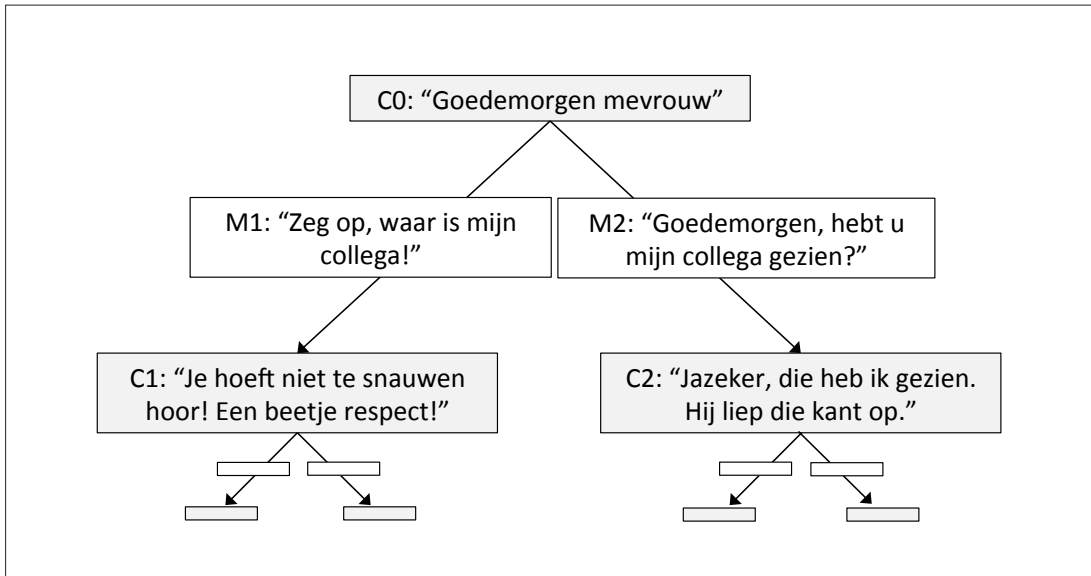 C0: “Goedemorgen mevrouw”
M1: “Zeg op, waar is mijn
collega!”
M2: “Goedemorgen, hebt u
mijn collega gezien?”
C1: “Je hoeft niet te snauwen
hoor! Een beetje respect!”
C2: “Jazeker, die heb ik gezien.
Hij liep die kant op.”